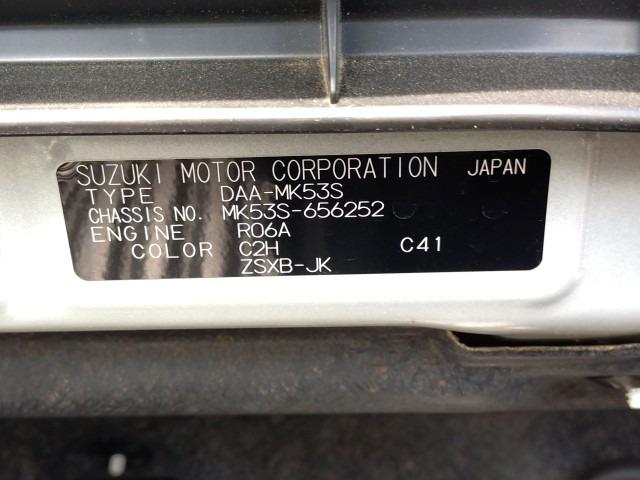 SUZUKI MOTOR CORPORATION JAPAN
TYPE DAA-MK53S
CHASSIS NO. MK53S-656252
ENGINE R06A
COLOR C2H C41
ZSXB-JK